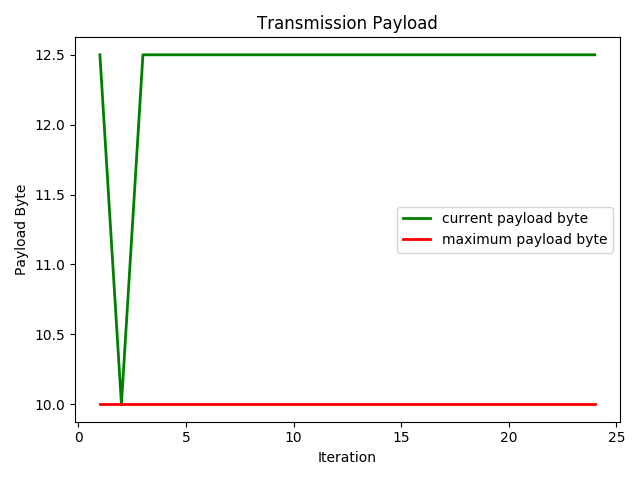 Transmission Payload
12.5
12.0
11.5
11.0
10.5
10.0
Payload Byte
current payload byte
maximum payload byte
0 5 10 15 20 25
Iteration